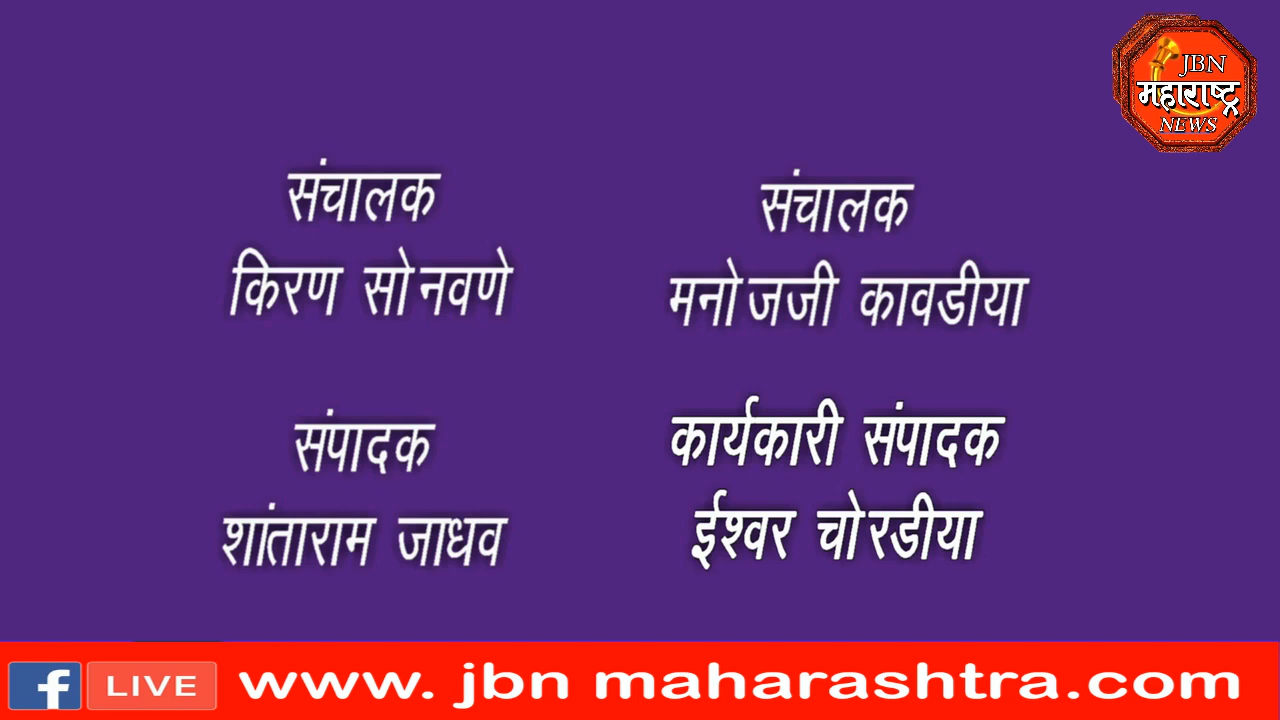 JBN
महाराष्ट्र
NEWS
संचालक
किरण सोनवणे
संचालक
मनोजजी कावडीया
संपादक
शांताराम जाधव
कार्यकारी संपादक
ईश्वर चोरडीया
f LIVE www. jbn maharashtra.com